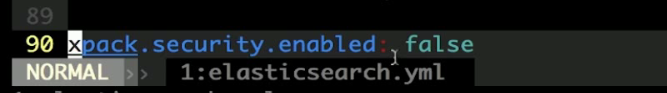 89
90 xpack.security.enabled: false
NORMAL >> 1:elasticsearch.yml